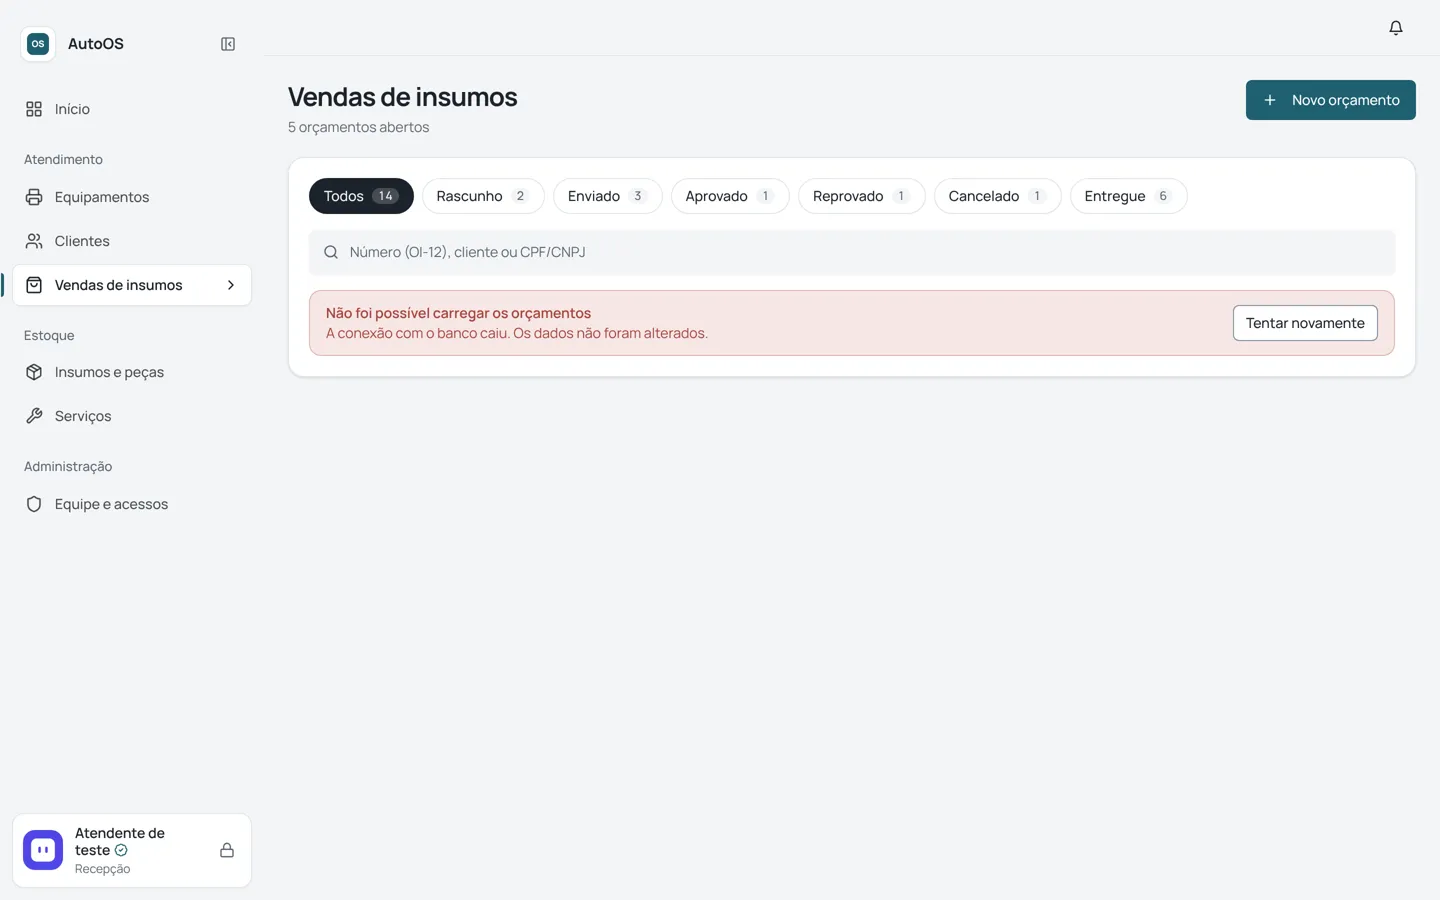 OS
AutoOS
Início
Atendimento
Equipamentos
Clientes
Vendas de insumos
Estoque
Insumos e peças
Serviços
Administração
Equipe e acessos
Atendente de
teste
Recepção
Vendas de insumos
5 orçamentos abertos
Novo orçamento
Todos 14
Rascunho 2
Enviado 3
Aprovado 1
Reprovado 1
Cancelado 1
Entregue 6
Número (OI-12), cliente ou CPF/CNPJ
Não foi possível carregar os orçamentos
A conexão com o banco caiu. Os dados não foram alterados.
Tentar novamente